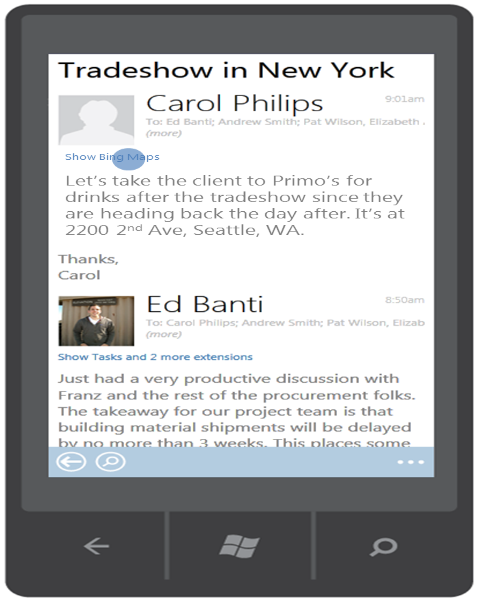 Tradeshow in New York
Carol Philips
9:01am
To: Ed Banti; Andrew Smith; Pat Wilson, Elizabeth .
(more)
Show Bing Maps
Let's take the client to Primo's for
drinks after the tradeshow since they
are heading back the day after. It's at
2200 2nd Ave, Seattle, WA.
Thanks,
Carol
Ed Banti
8:50am
To: Carol Philips; Andrew Smith; Pat Wilson, Elizab
(more)
Show Tasks and 2 more extensions
Just had a very productive discussion with
Franz and the rest of the procurement folks.
The takeaway for our project team is that
building material shipments will be delayed
by no more than 3 weeks. This places some